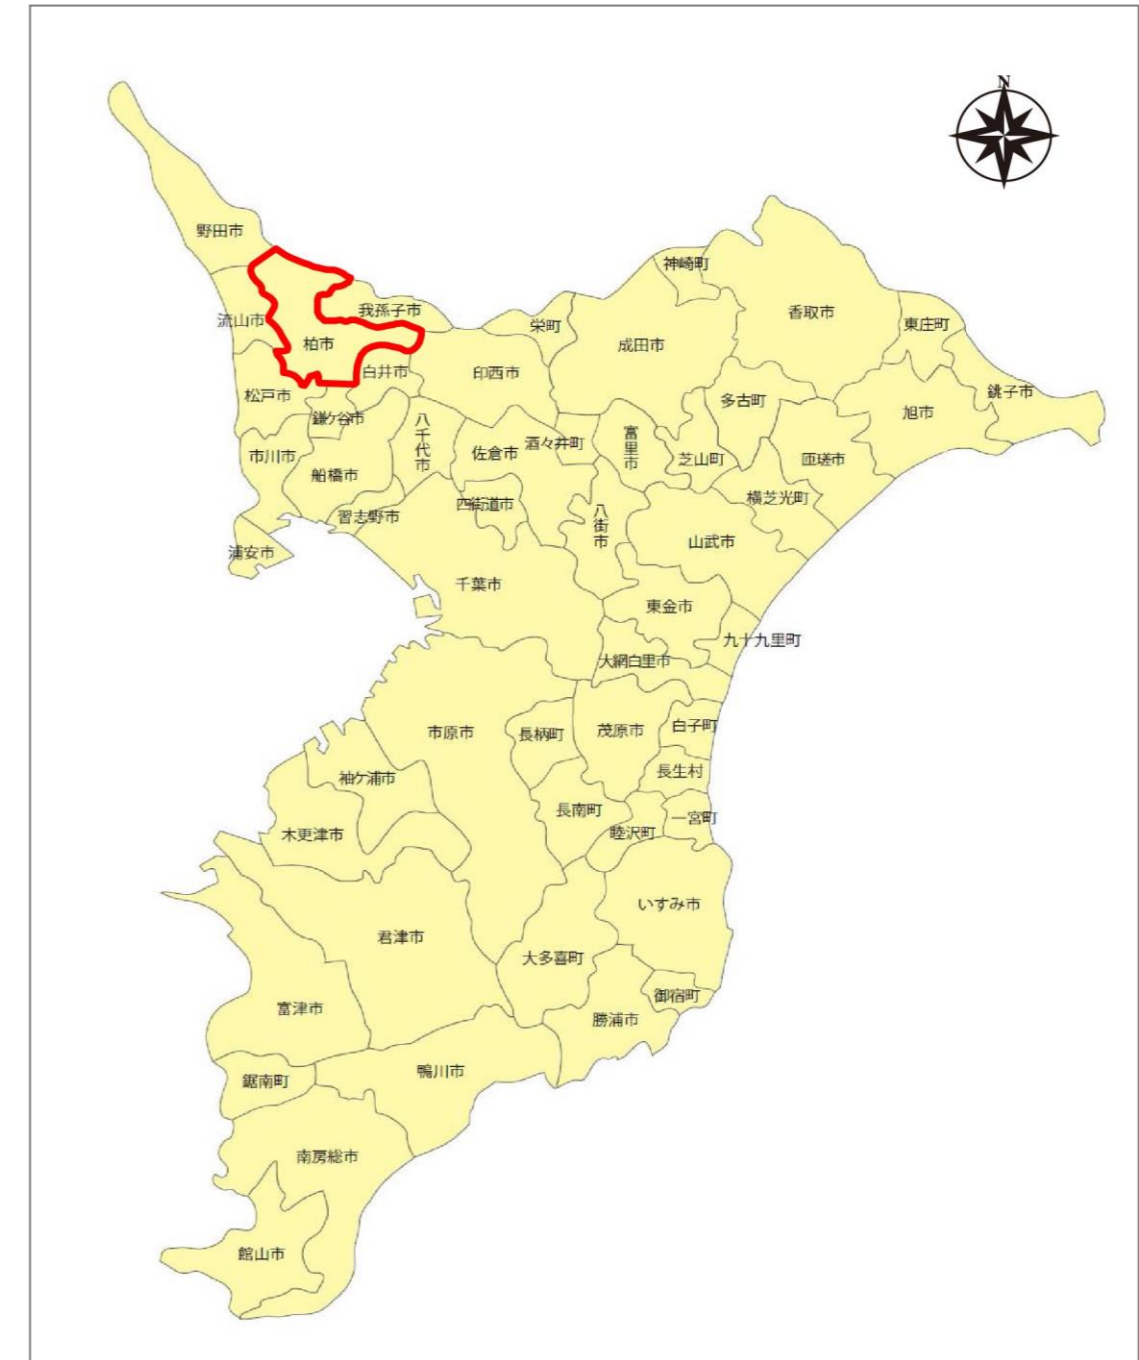 N
野田市
神崎町
流山市
我孫子市
栄町
香取市
東庄町
柏市
成田市
白井市
印西市
松戸市
多古町
銚子市
鎌ケ谷市
八千代市
旭市
市川市
佐倉市
酒々井町
富里市
芝山町
匝瑳市
船橋市
横芝光町
習志野市
四街道市
八街市
浦安市
山武市
千葉市
東金市
九十九里町
大網白里市
市原市
長柄町
茂原市
白子町
袖ケ浦市
長生村
木更津市
長南町
睦沢町
一宮町
いすみ市
君津市
大多喜町
富津市
御宿町
勝浦市
鋸南町
鴨川市
南房総市
館山市